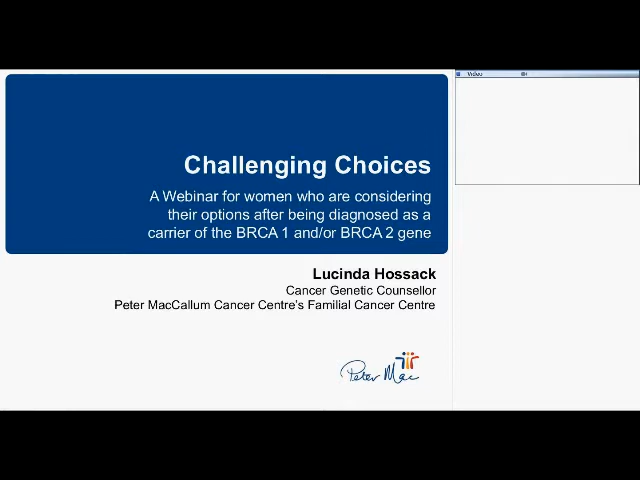 Video
Challenging Choices
A Webinar for women who are considering
their options after being diagnosed as a
carrier of the BRCA 1 and/or BRCA 2 gene
Lucinda Hossack
Cancer Genetic Counsellor
Peter MacCallum Cancer Centre's Familial Cancer Centre
Peter Mac